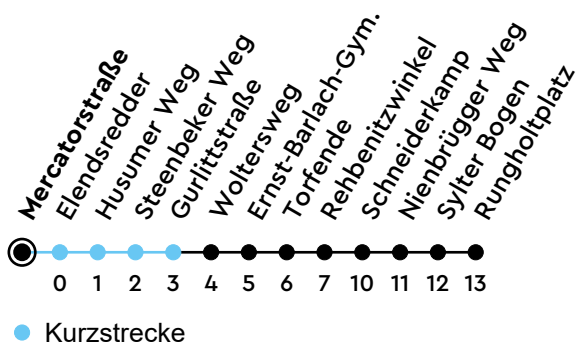 Mercatorstraße
Elendsredder
Husumer Weg
Steenbeker Weg
Gurlittstraße
Woltersweg
Ernst-Barlach-Gym.
Torfende
Rehbenitzwinkel
Schneiderkamp
Nienbrügger Weg
Sylter Bogen
Rungholtplatz
0 1 2 3 4 5 6 7 10 11 12 13
Kurzstrecke